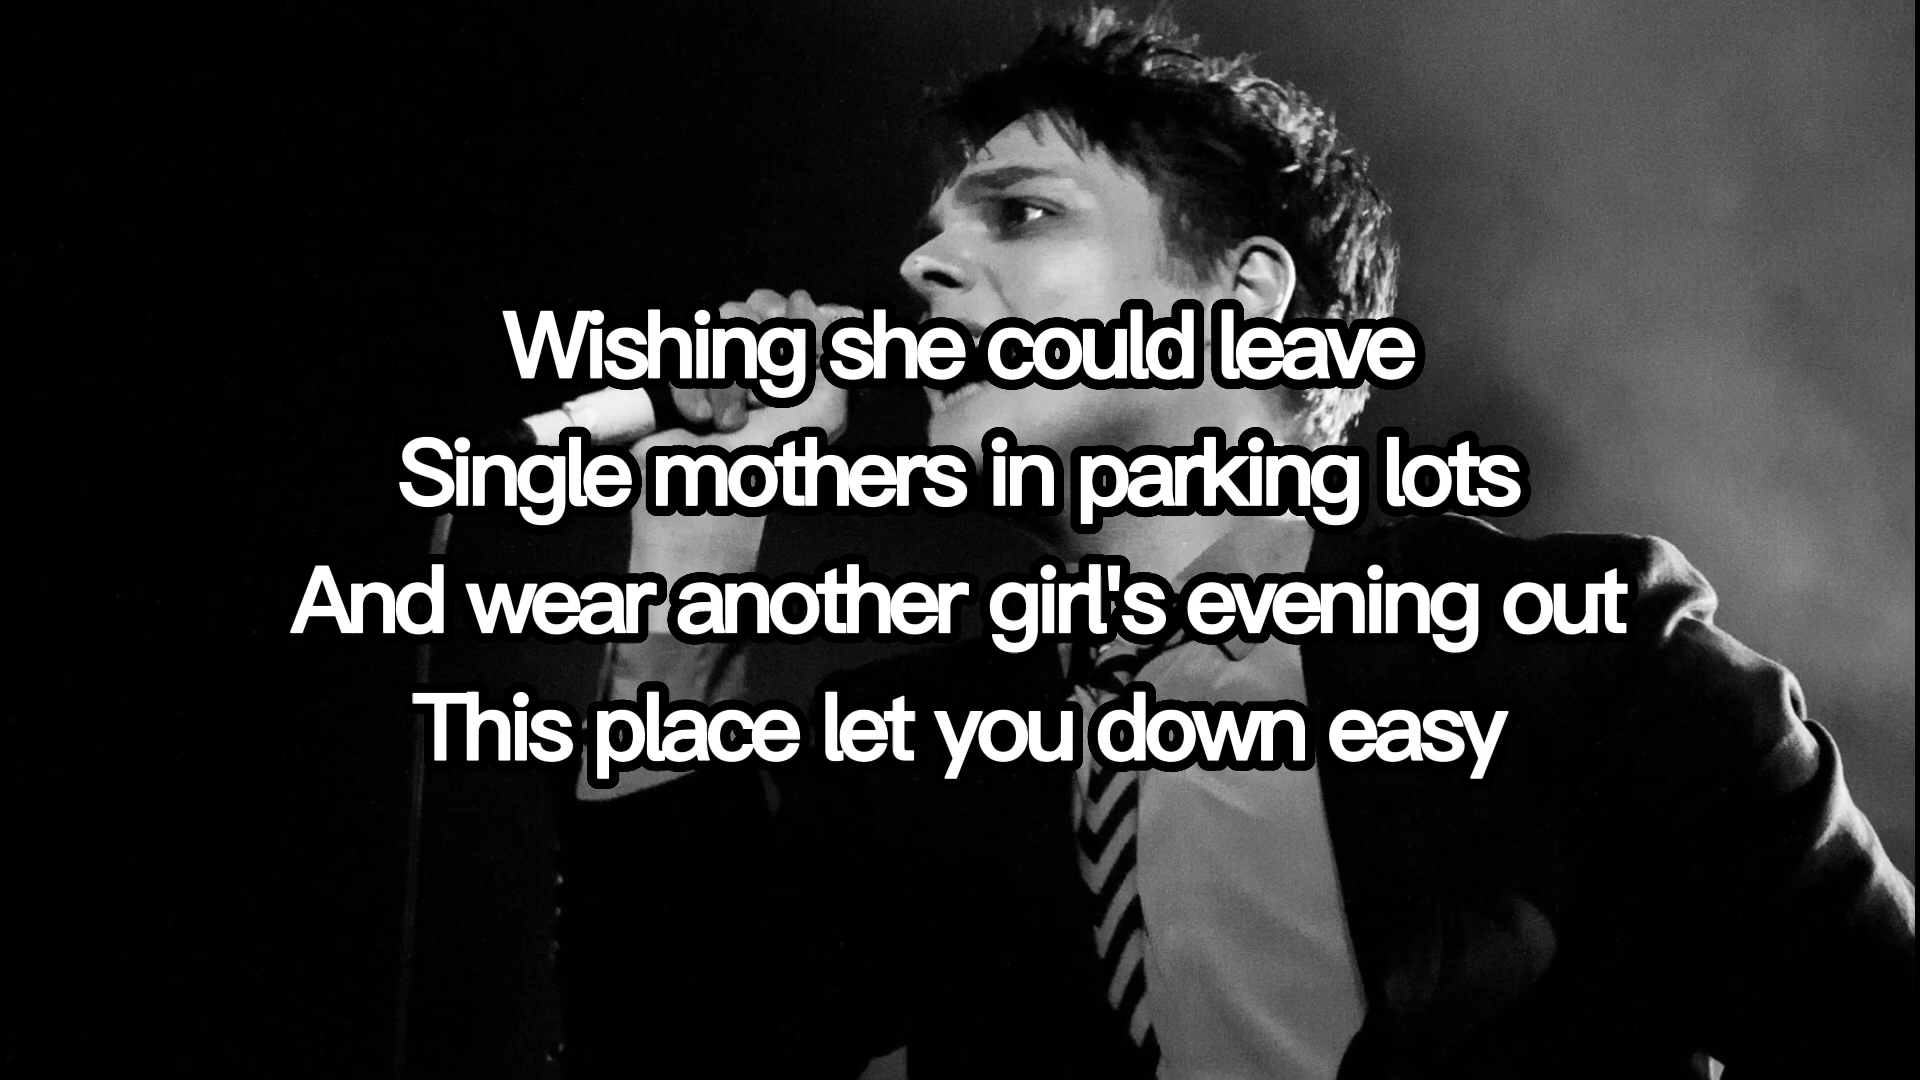 Wishing she could leave
Single mothers in parking lots
And wear another girl's evening out
This place let you down easy